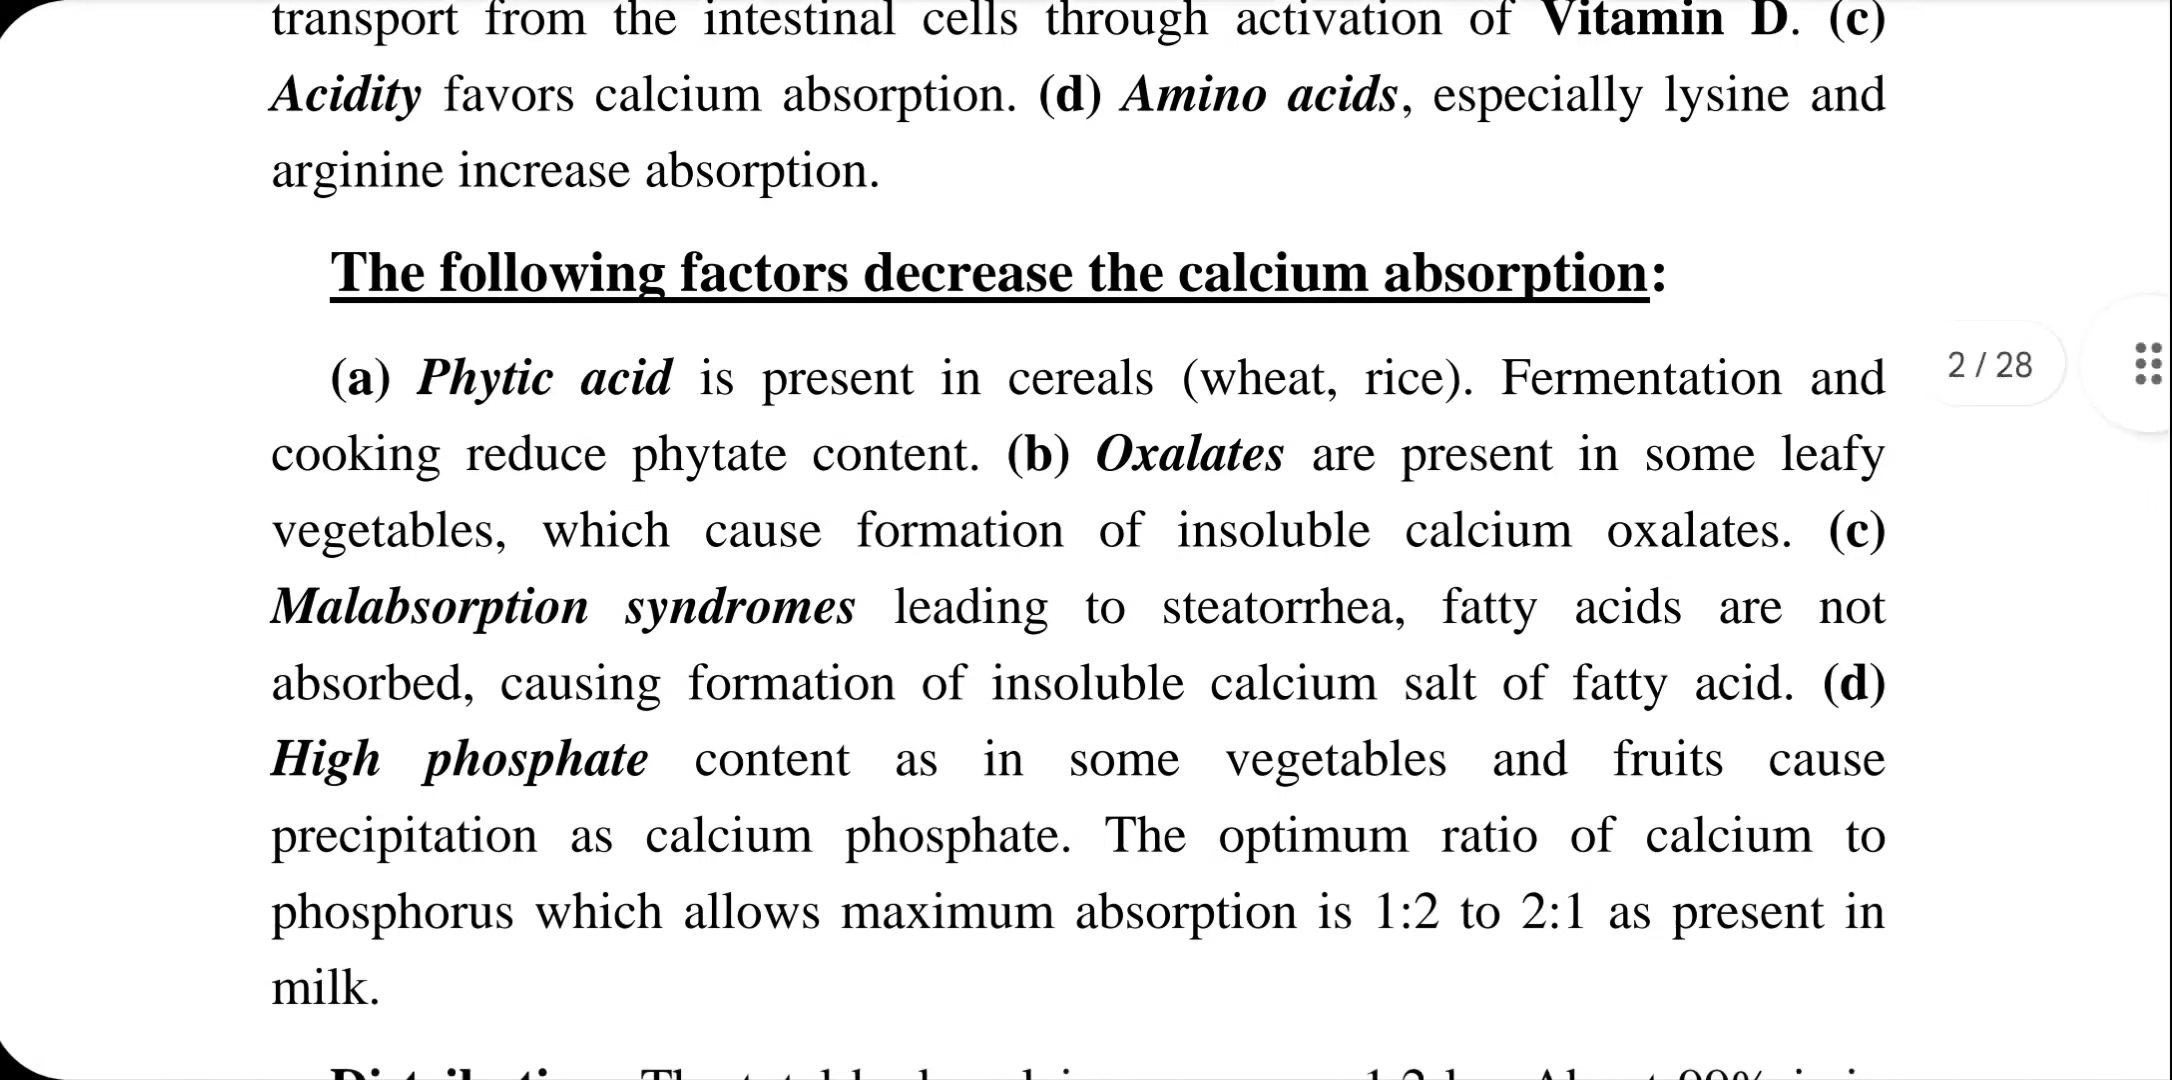 transport from the intestinal cells through activation of Vitamin D. (c)
Acidity favors calcium absorption. (d) Amino acids, especially lysine and
arginine increase absorption.
The following factors decrease the calcium absorption:
(a) Phytic acid is present in cereals (wheat, rice). Fermentation and
cooking reduce phytate content. (b) Oxalates are present in some leafy
vegetables, which cause formation of insoluble calcium oxalates. (c)
Malabsorption syndromes leading to steatorrhea, fatty acids are not
absorbed, causing formation of insoluble calcium salt of fatty acid. (d)
High phosphate content as in some vegetables and fruits cause
precipitation as calcium phosphate. The optimum ratio of calcium to
phosphorus which allows maximum absorption is 1:2 to 2:1 as present in
milk.
2 / 28